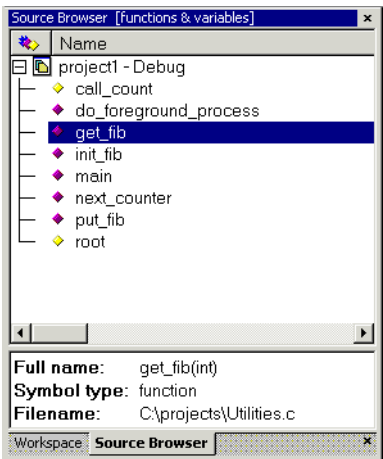 Source Browser [functions & variables]
Name
project1 - Debug
call_count
do_foreground_process
get_fib
init_fib
main
next_counter
put_fib
root
Full name: get_fib(int)
Symbol type: function
Filename: C:\projects\Utilities.c
Workspace Source Browser